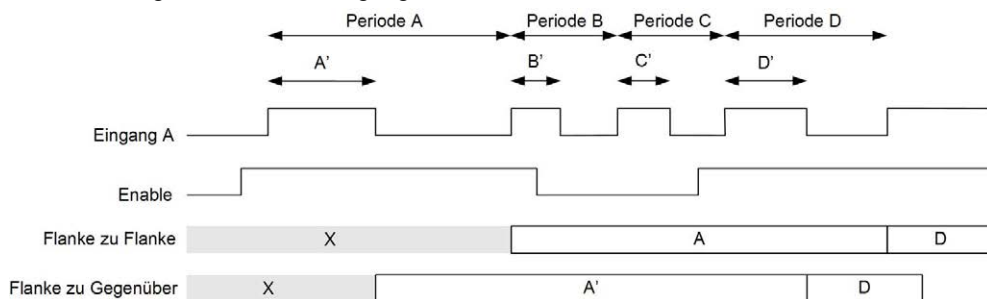 Periode A Periode B Periode C Periode D
A' B' C' D'
Eingang A
Enable
Flanke zu Flanke X A D
Flanke zu Gegenüber X A' D